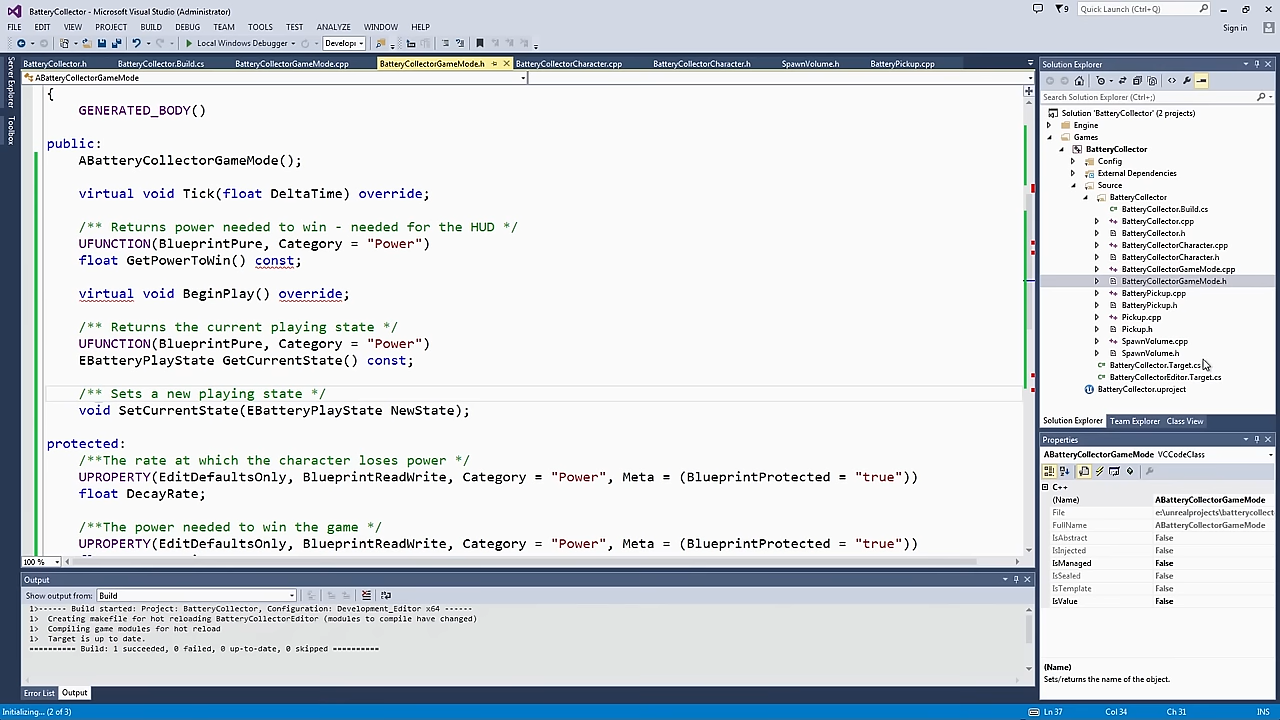 BatteryCollector - Microsoft Visual Studio (Administrator)
9
Quick Launch (Ctrl+Q)
FILE EDIT VIEW PROJECT BUILD DEBUG TEAM TOOLS TEST ANALYZE WINDOW HELP
Sign in
Local Windows Debugger
Develop
Server Explorer
Toolbox
BatteryCollector.h BatteryCollector.Build.cs BatteryCollectorGameMode.cpp BatteryCollectorGameMode.h BatteryCollectorCharacter.cpp BatteryCollectorCharacter.h SpawnVolume.h BatteryPickup.cpp
ABatteryCollectorGameMode
{
GENERATED_BODY()
public:
ABatteryCollectorGameMode();
virtual void Tick(float DeltaTime) override;
/** Returns power needed to win - needed for the HUD */
UFUNCTION(BlueprintPure, Category = "Power")
float GetPowerToWin() const;
virtual void BeginPlay() override;
/** Returns the current playing state */
UFUNCTION(BlueprintPure, Category = "Power")
EBatteryPlayState GetCurrentState() const;
/** Sets a new playing state */
void SetCurrentState(EBatteryPlayState NewState);
protected:
/**The rate at which the character loses power */
UPROPERTY(EditDefaultsOnly, BlueprintReadWrite, Category = "Power", Meta = (BlueprintProtected = "true"))
float DecayRate;
/**The power needed to win the game */
UPROPERTY(EditDefaultsOnly, BlueprintReadWrite, Category = "Power", Meta = (BlueprintProtected = "true"))
100 %
Output
Show output from: Build
1>------ Build started: Project: BatteryCollector, Configuration: Development_Editor x64 ------
1> Creating makefile for hot reloading BatteryCollectorEditor (modules to compile have changed)
1> Compiling game modules for hot reload
1> Target is up to date.
========== Build: 1 succeeded, 0 failed, 0 up-to-date, 0 skipped ==========
Error List Output
Solution Explorer
Search Solution Explorer (Ctrl+;)
Solution 'BatteryCollector' (2 projects)
Engine
Games
BatteryCollector
Config
External Dependencies
Source
BatteryCollector
BatteryCollector.Build.cs
BatteryCollector.cpp
BatteryCollector.h
BatteryCollectorCharacter.cpp
BatteryCollectorCharacter.h
BatteryCollectorGameMode.cpp
BatteryCollectorGameMode.h
BatteryPickup.cpp
BatteryPickup.h
Pickup.cpp
Pickup.h
SpawnVolume.cpp
SpawnVolume.h
BatteryCollector.Target.cs
BatteryCollectorEditor.Target.cs
BatteryCollector.uproject
Solution Explorer Team Explorer Class View
Properties
ABatteryCollectorGameMode VCCodeClass
C++
(Name) ABatteryCollectorGameMode
File e:\unrealprojects\batterycollect
FullName ABatteryCollectorGameMode
IsAbstract False
IsInjected False
IsManaged False
IsSealed False
IsTemplate False
IsValue False
(Name)
Sets/returns the name of the object.
Initializing... (2 of 3)
Ln 37 Col 34 Ch 31 INS